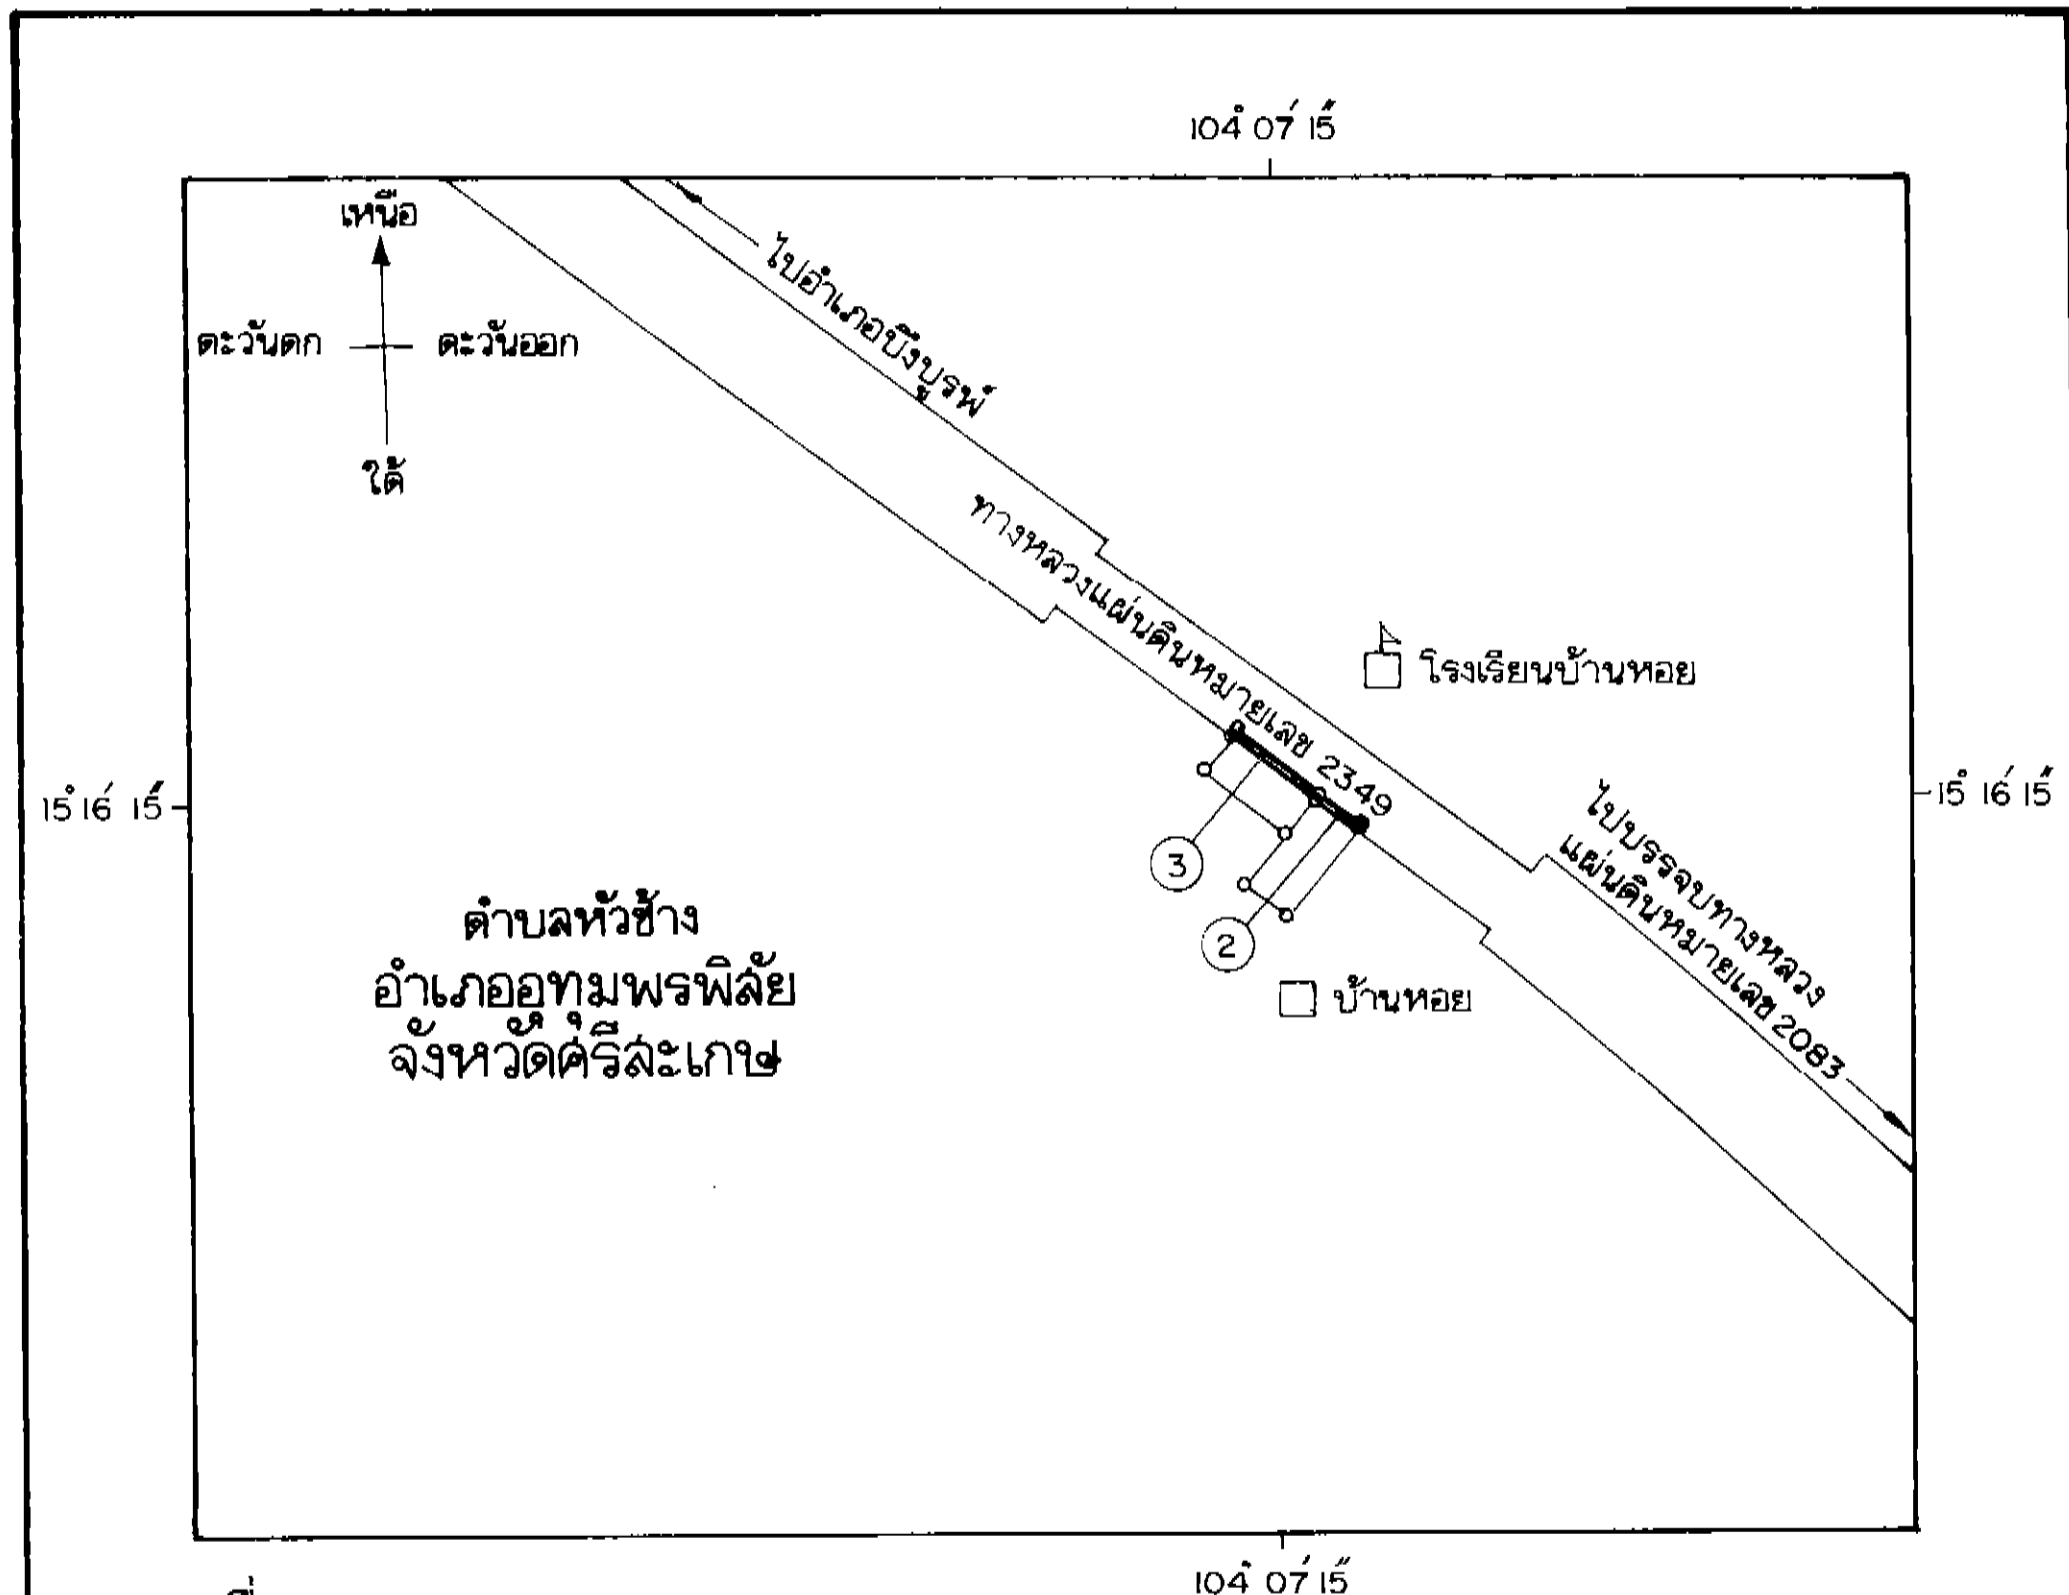 104° 07' 15"
เหนือ
ตะวันตก
ตะวันออก
ใต้
ไปอำเภอบึงบูรพ์
ทางหลวงแผ่นดินหมายเลข 2349
โรงเรียนบ้านหอย
15° 16' 15"
15° 16' 15"
3
2
ไปบรรจบทางหลวง
แผ่นดินหมายเลข 2083
ตำบลหัวช้าง
อำเภออุทุมพรพิสัย
จังหวัดศรีสะเกษ
บ้านหอย
104° 07' 15"